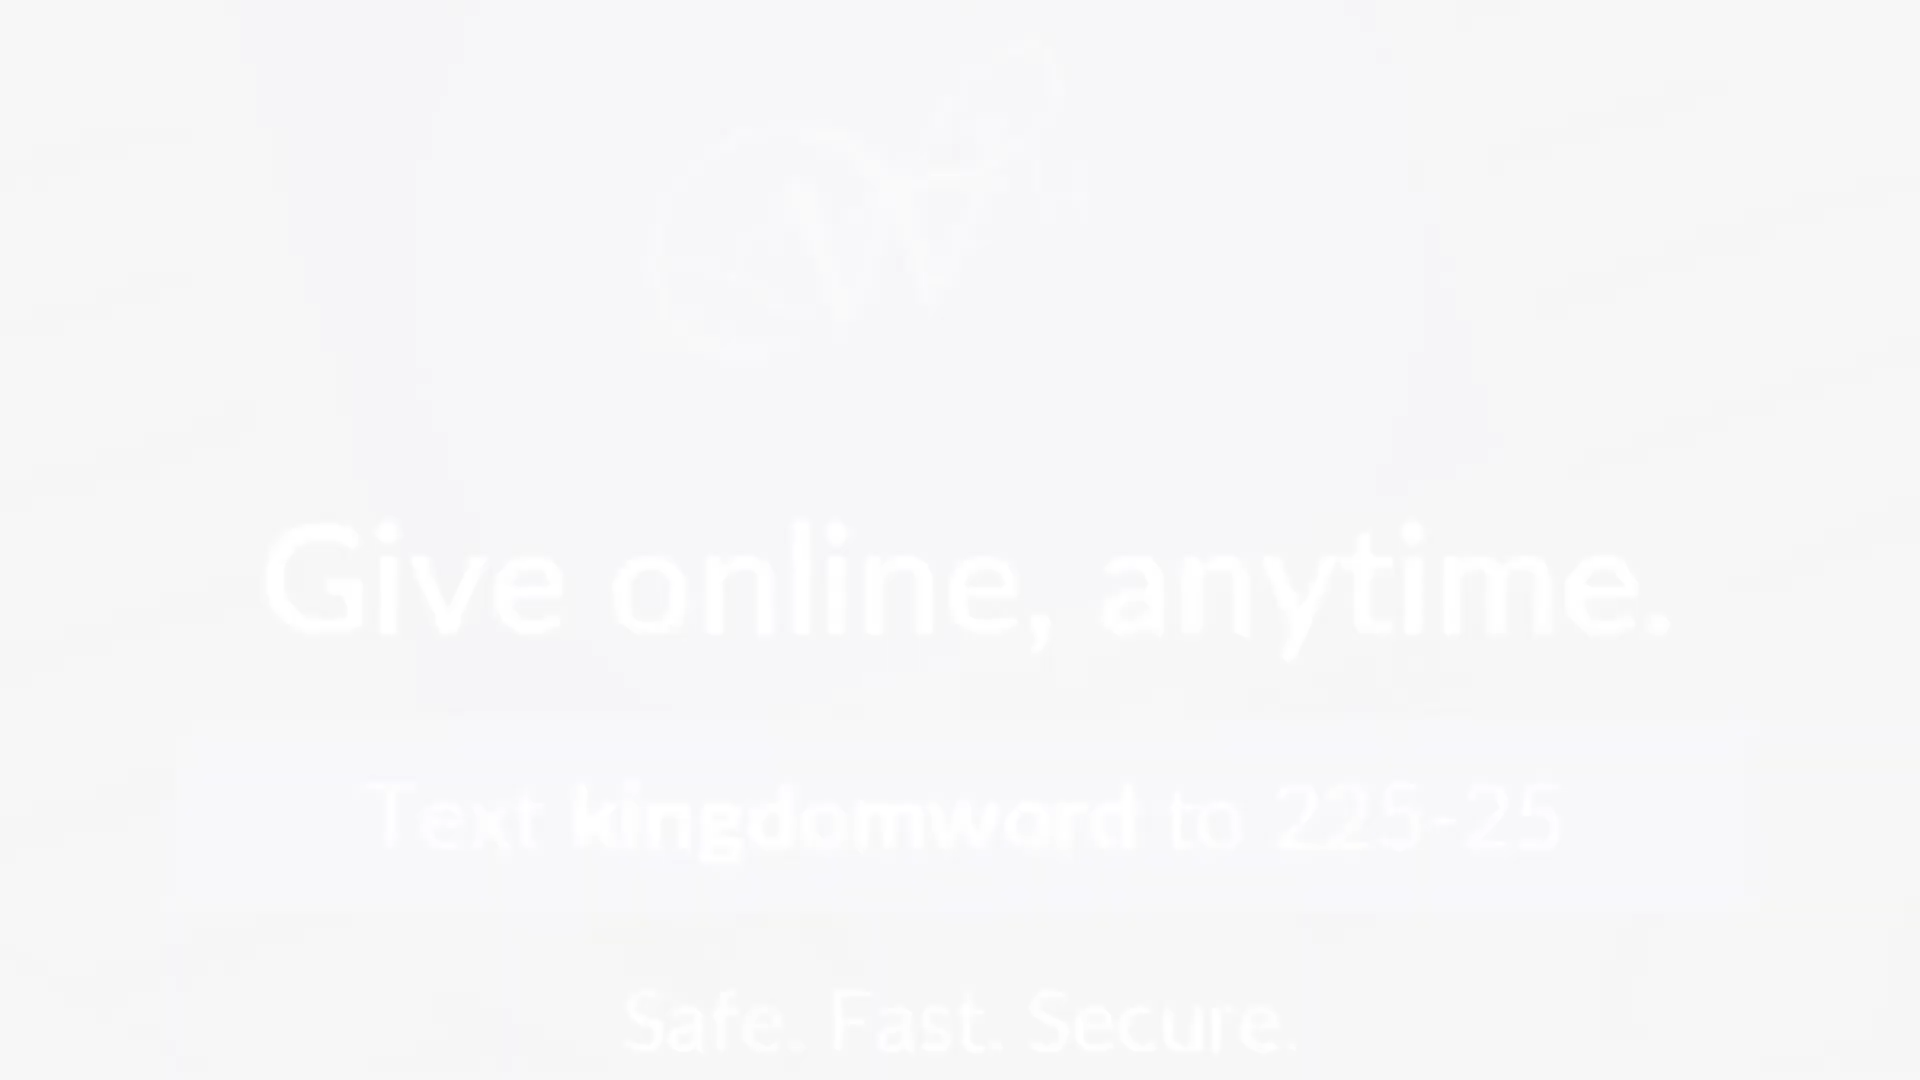 Give online, anytime.
Text kingdomword to 225-25
Safe. Fast. Secure.